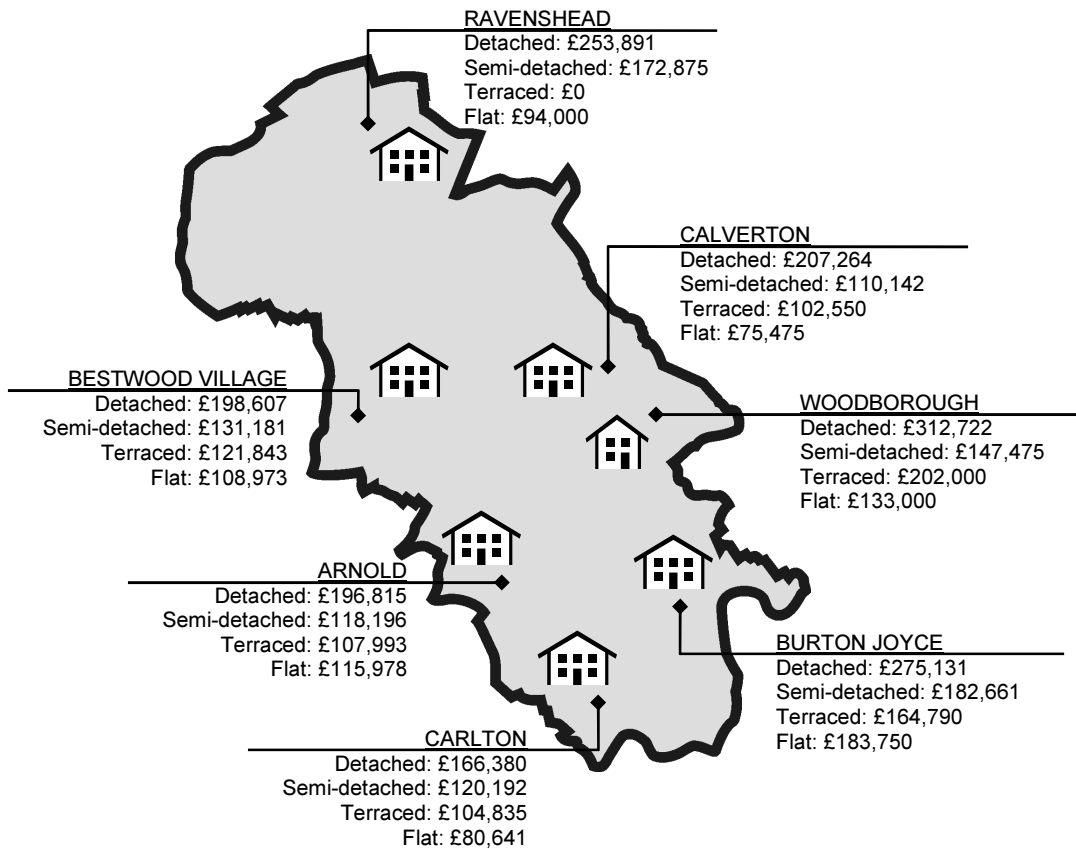 RAVENSHEAD
Detached: £253,891
Semi-detached: £172,875
Terraced: £0
Flat: £94,000
CALVERTON
Detached: £207,264
Semi-detached: £110,142
Terraced: £102,550
Flat: £75,475
BESTWOOD VILLAGE
Detached: £198,607
Semi-detached: £131,181
Terraced: £121,843
Flat: £108,973
WOODBOROUGH
Detached: £312,722
Semi-detached: £147,475
Terraced: £202,000
Flat: £133,000
ARNOLD
Detached: £196,815
Semi-detached: £118,196
Terraced: £107,993
Flat: £115,978
BURTON JOYCE
Detached: £275,131
Semi-detached: £182,661
Terraced: £164,790
Flat: £183,750
CARLTON
Detached: £166,380
Semi-detached: £120,192
Terraced: £104,835
Flat: £80,641